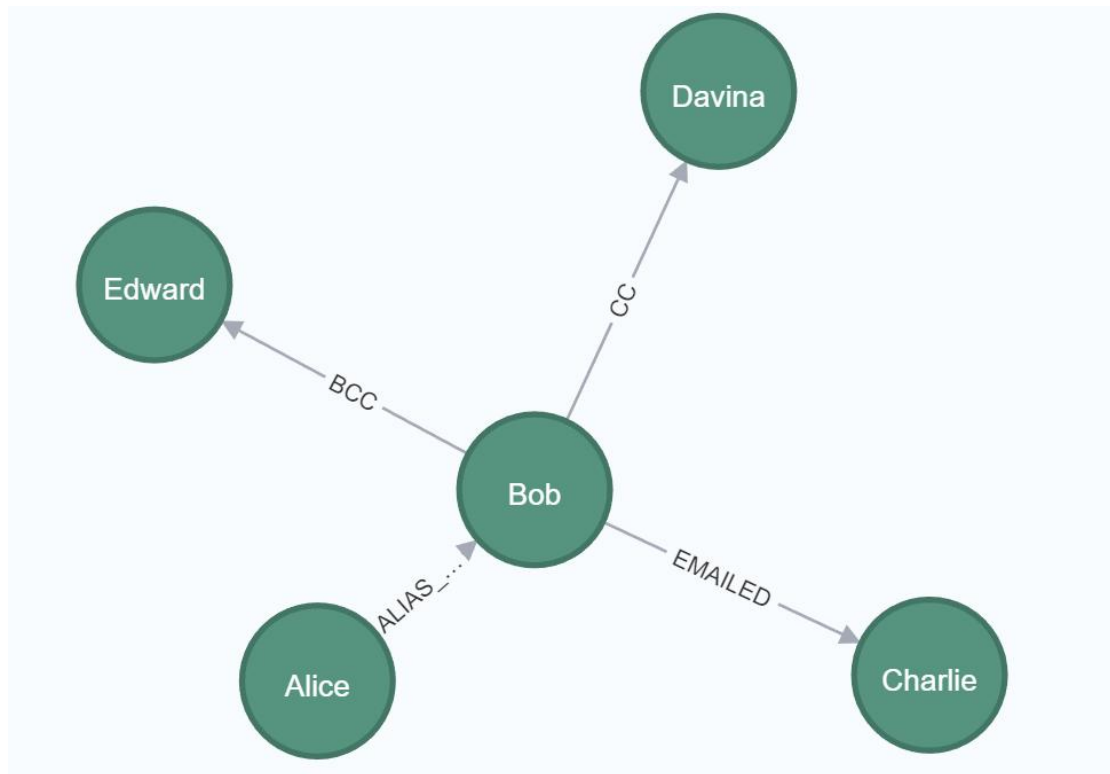 Davina
Edward
CC
BCC
Bob
EMAILED
ALIAS_...
Alice
Charlie